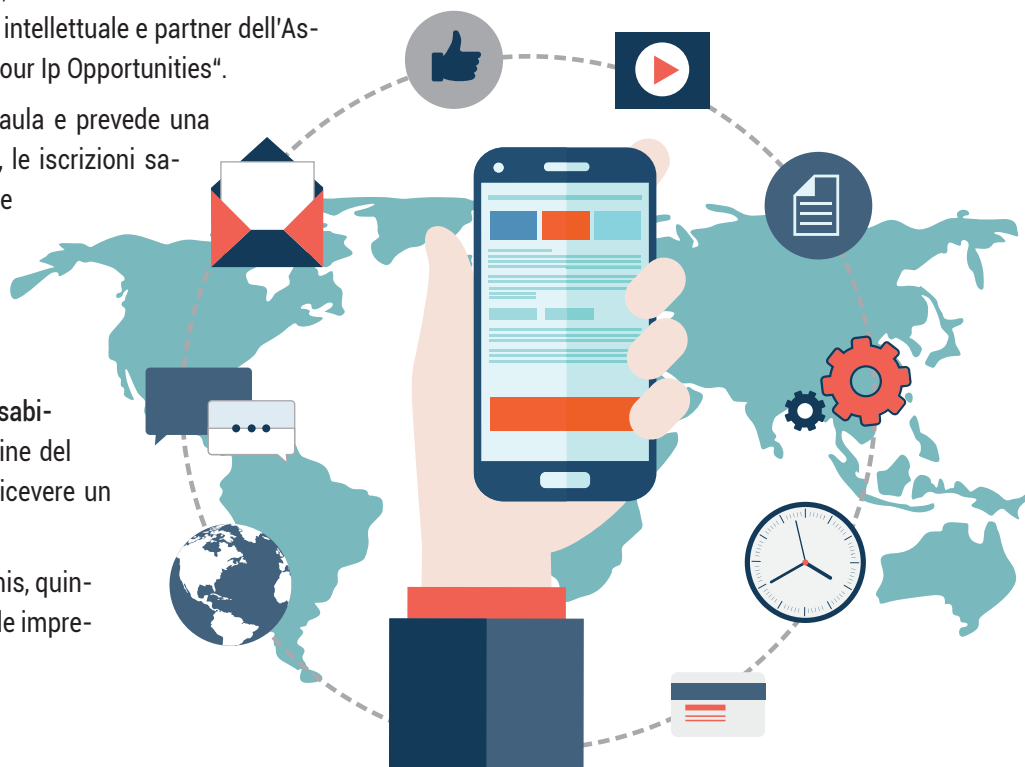 intellettuale e partner dell'As-
our Ip Opportunities“.
aula e prevede una
, le iscrizioni sa-
e
sabi-
ine del
icevere un
nis, quin-
le impre-